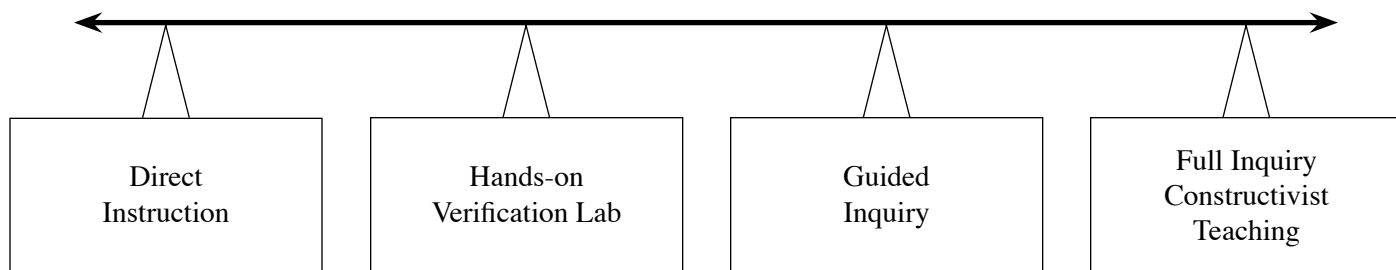 Direct
Instruction
Hands-on
Verification Lab
Guided
Inquiry
Full Inquiry
Constructivist
Teaching